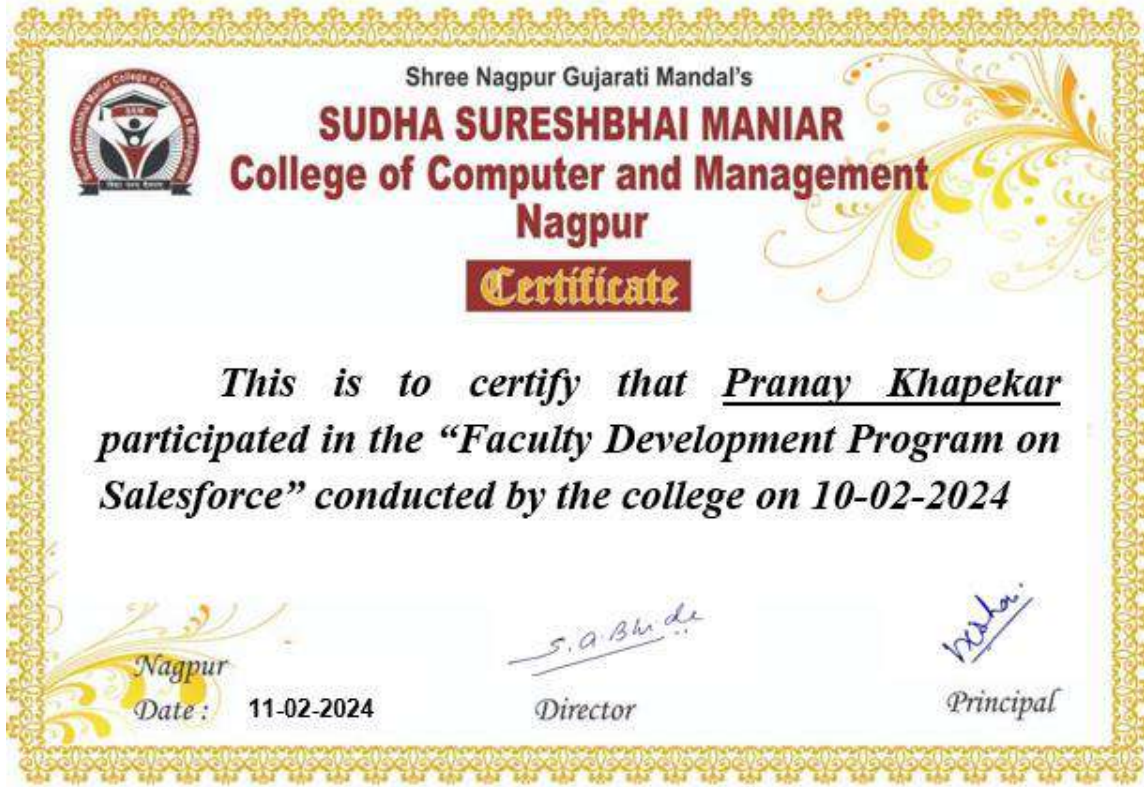 Shree Nagpur Gujarati Mandal's
SUDHA SURESHBHAI MANIAR
College of Computer and Management
Nagpur
Certificate
This is to certify that Pranay Khapekar
participated in the “Faculty Development Program on
Salesforce” conducted by the college on 10-02-2024
S.A.Bhide
Nagpur
Date : 11-02-2024
Director
Principal